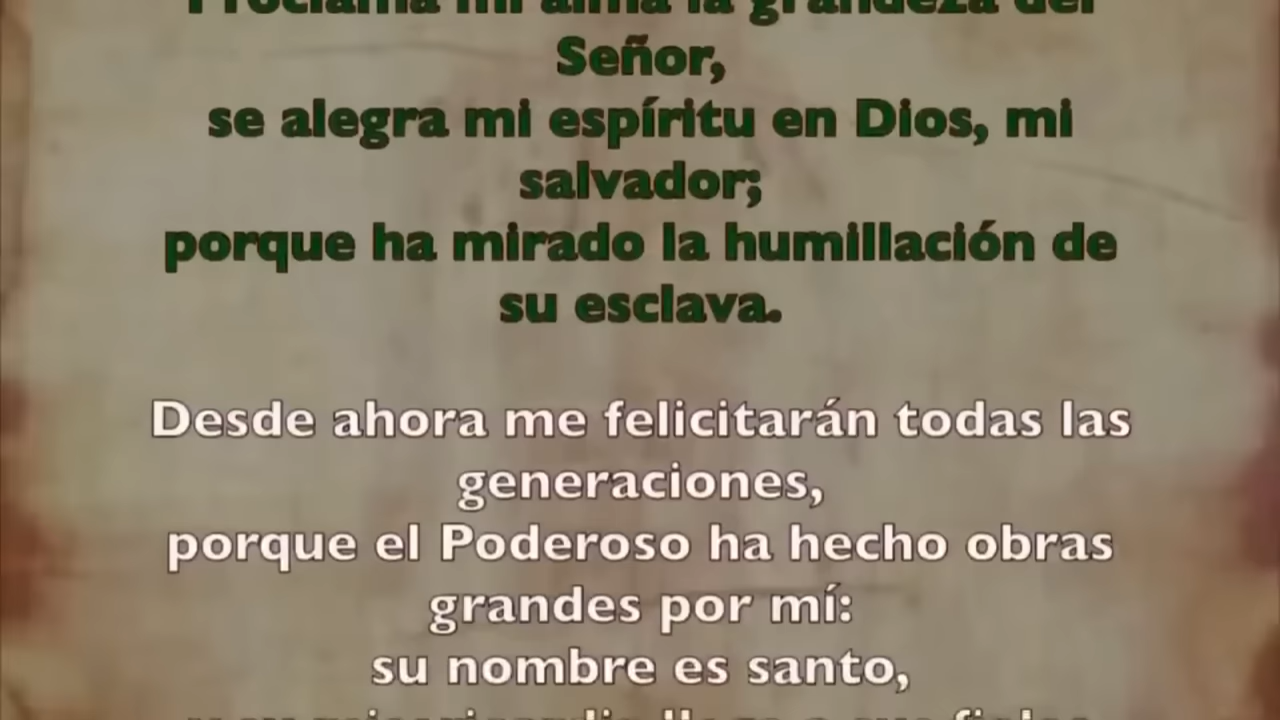 Proclama mi alma la grandeza del
Señor,
se alegra mi espíritu en Dios, mi
salvador;
porque ha mirado la humillación de
su esclava.
Desde ahora me felicitarán todas las
generaciones,
porque el Poderoso ha hecho obras
grandes por mí:
su nombre es santo,